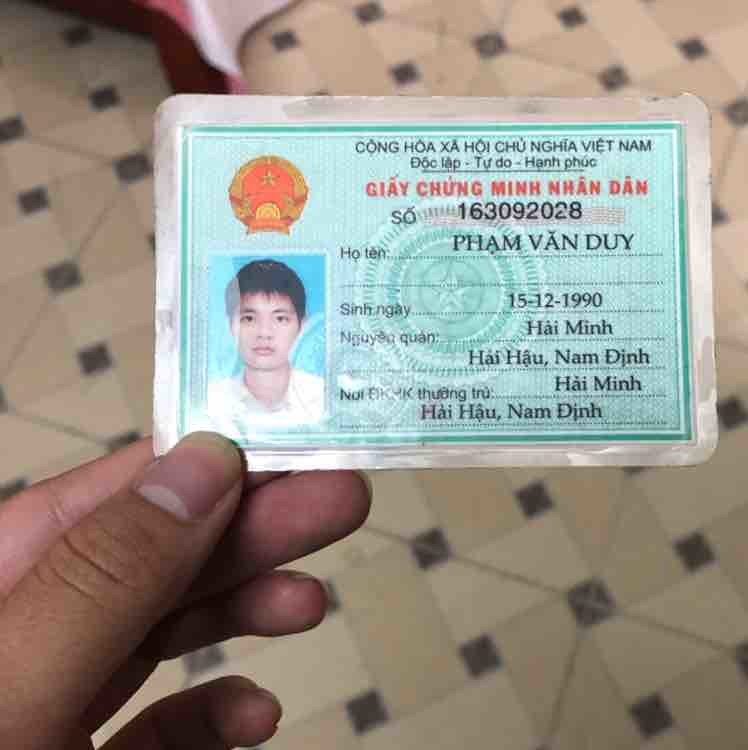 CỘNG HÒA XÃ HỘI CHỦ NGHĨA VIỆT NAM
Độc lập - Tự do - Hạnh phúc
GIẤY CHỨNG MINH NHÂN DÂN
SỐ 163092028
Họ tên: PHẠM VĂN DUY
Sinh ngày 15-12-1990
Nguyên quán: Hải Minh
Hải Hậu, Nam Định
Nơi ĐKHK thường trú: Hải Minh
Hải Hậu, Nam Định